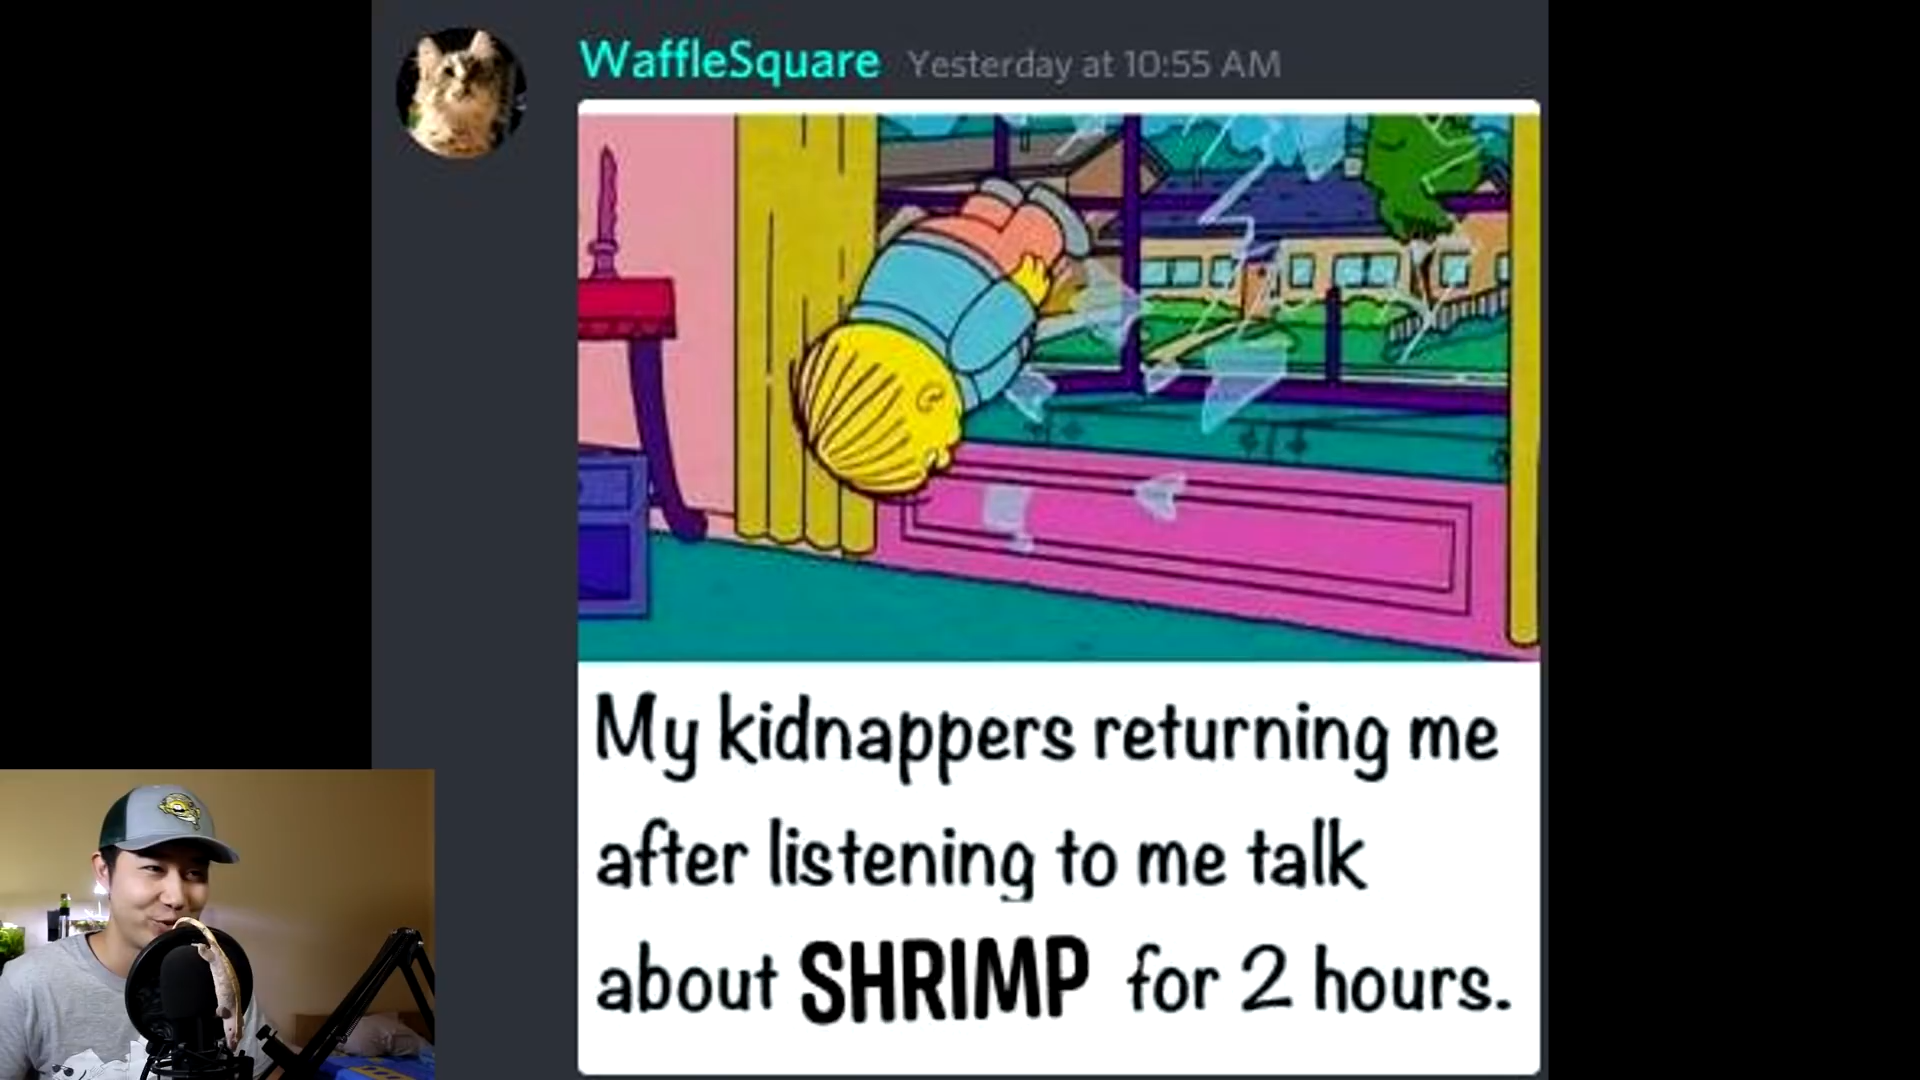 WaffleSquare Yesterday at 10:55 AM
My kidnappers returning me
after listening to me talk
about SHRIMP for 2 hours.